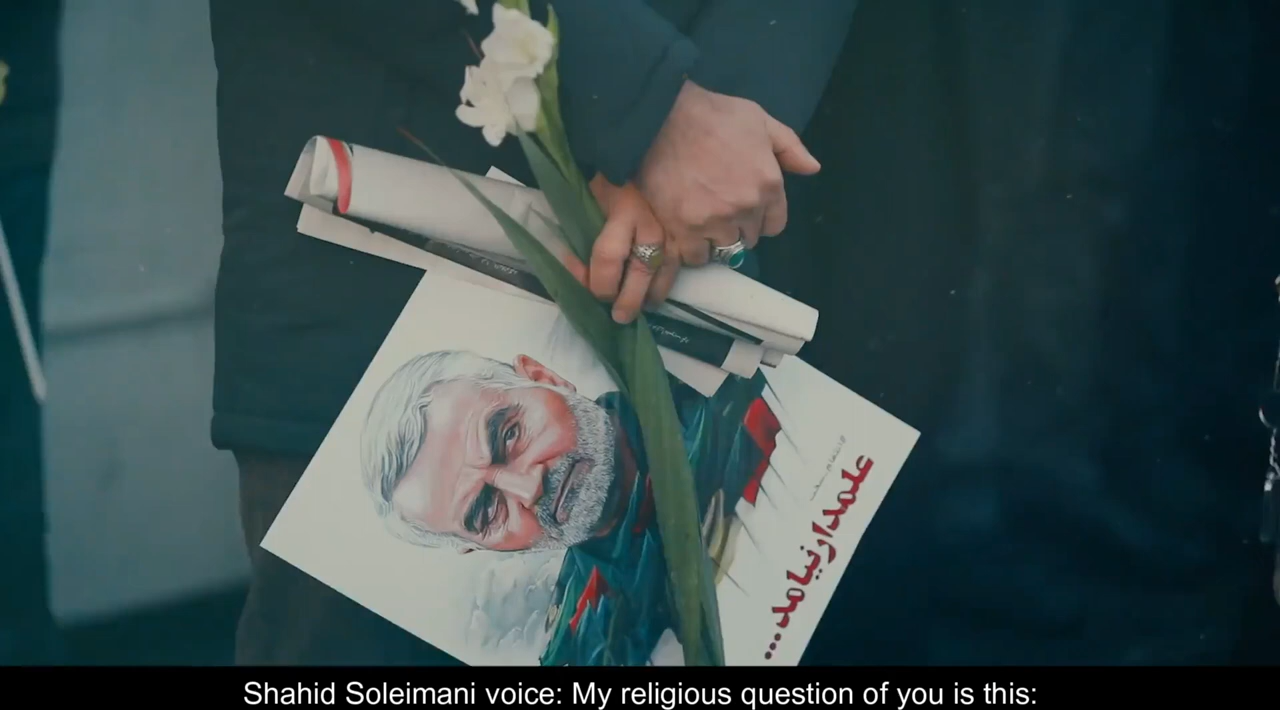 علمدار نیامد...
Shahid Soleimani voice: My religious question of you is this: